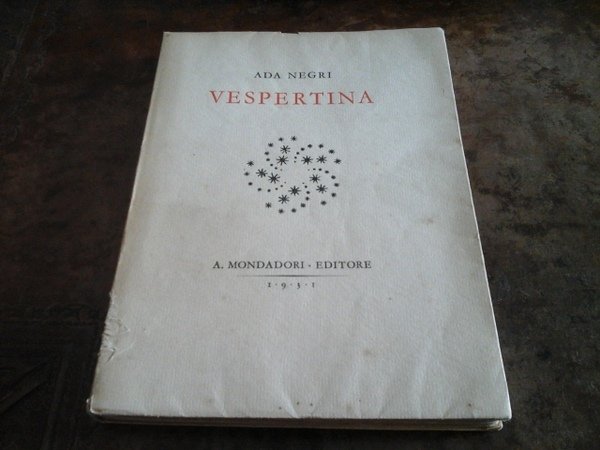 ADA NEGRI
VESPERTINA
A. MONDADORI · EDITORE
1 · 9 · 3 · 1